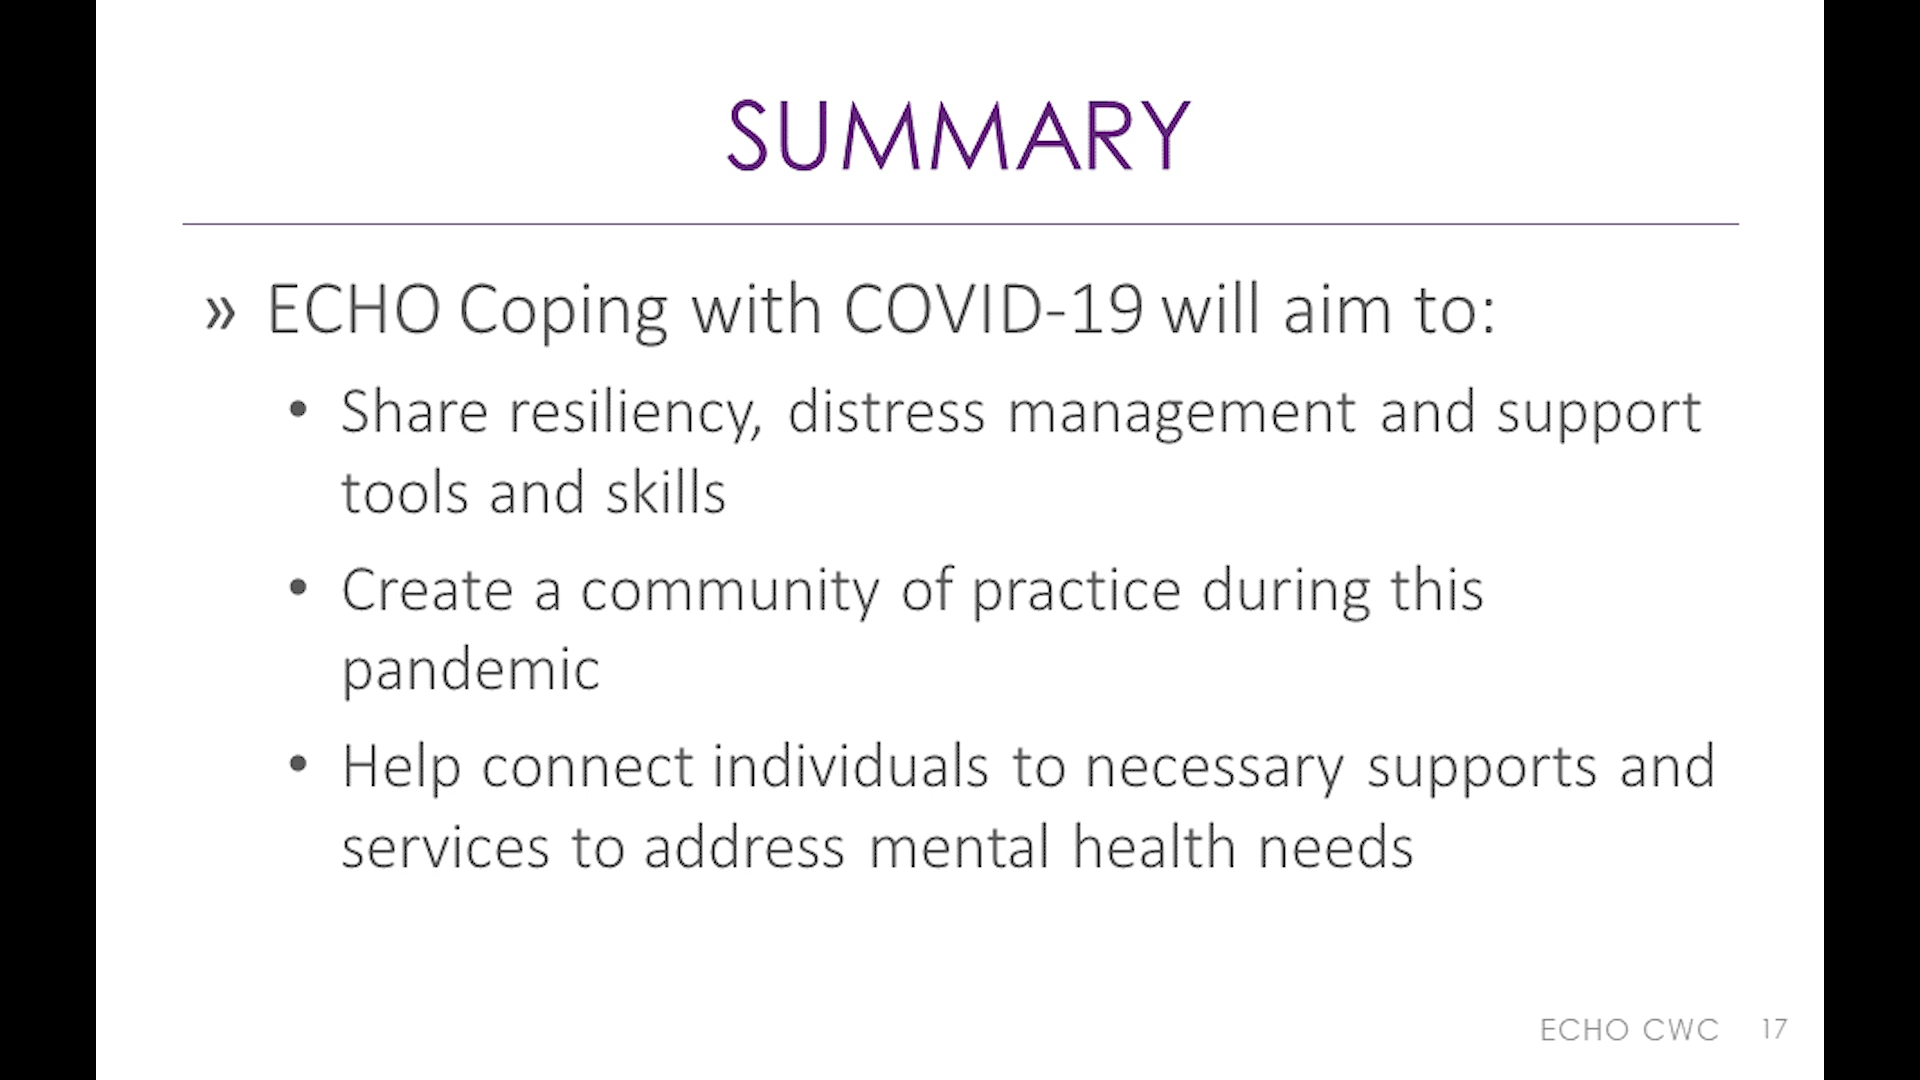 SUMMARY
» ECHO Coping with COVID-19 will aim to:
• Share resiliency, distress management and support
tools and skills
• Create a community of practice during this
pandemic
• Help connect individuals to necessary supports and
services to address mental health needs
ECHO CWC 17